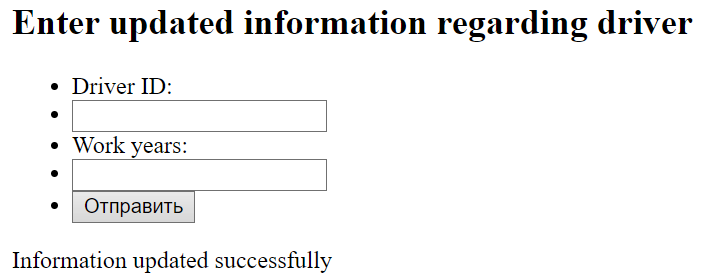 Enter updated information regarding driver
Driver ID:
Work years:
Отправить
Information updated successfully